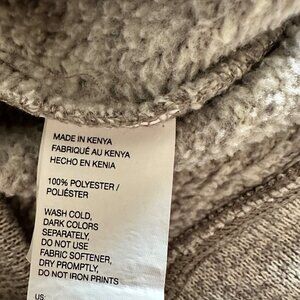 MADE IN KENYA
FABRIQUÉ AU KENYA
HECHO EN KENIA
100% POLYESTER /
POLIÉSTER
WASH COLD,
DARK COLORS
SEPARATELY,
DO NOT USE
FABRIC SOFTENER,
DRY PROMPTLY,
DO NOT IRON PRINTS
US: